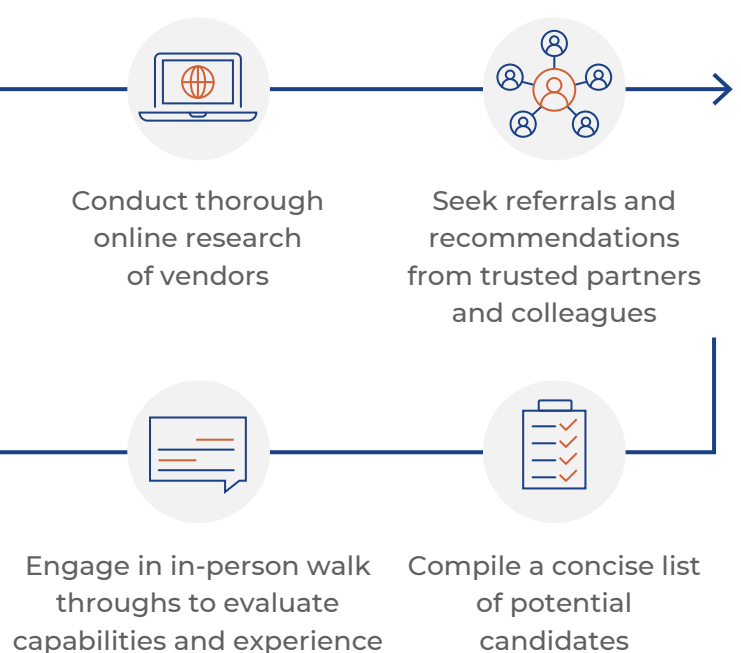 Conduct thorough
online research
of vendors
Seek referrals and
recommendations
from trusted partners
and colleagues
Engage in in-person walk
throughs to evaluate
capabilities and experience
Compile a concise list
of potential
candidates